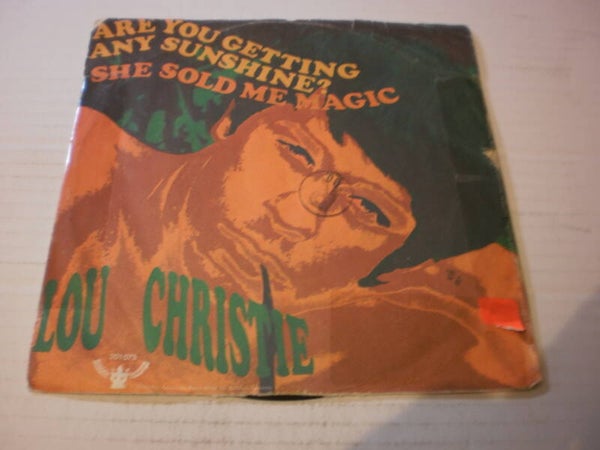 ARE YOU GETTING
ANY SUNSHINE?
SHE SOLD ME MAGIC
LOU CHRISTIE